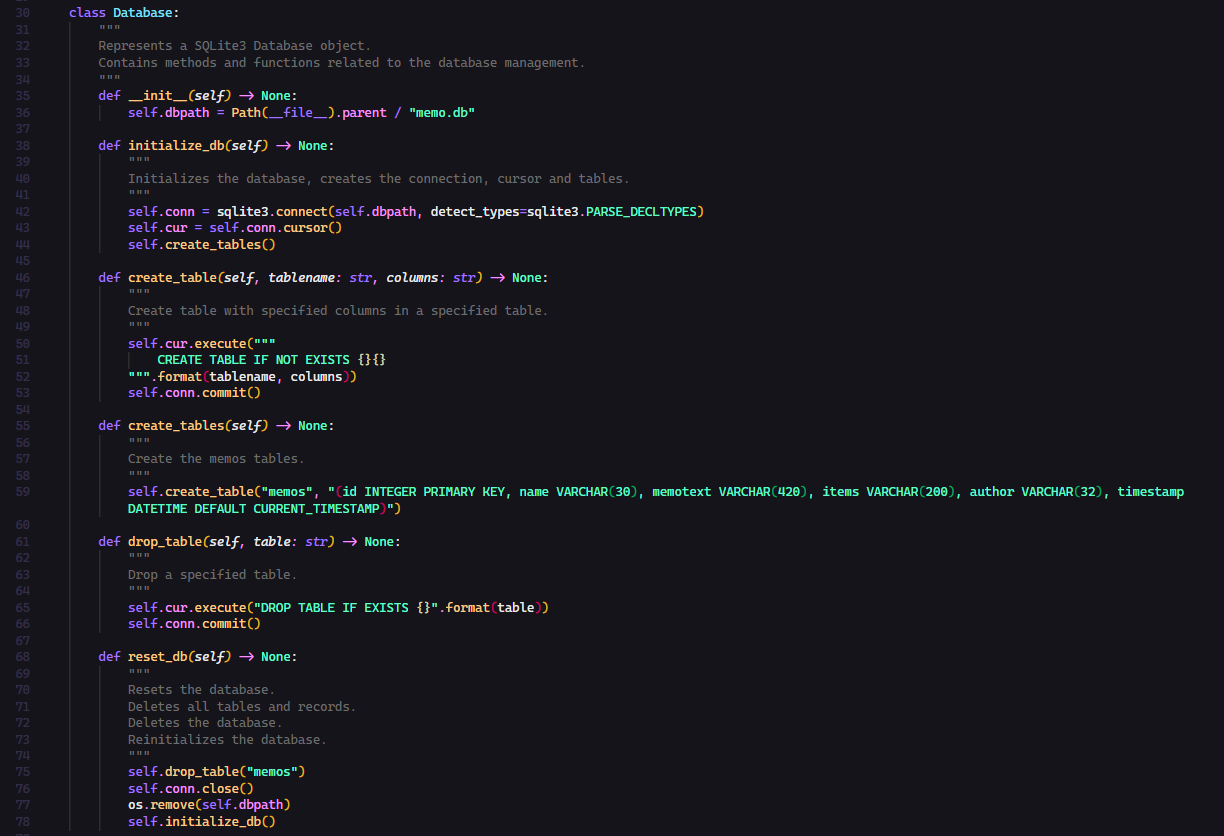 30 class Database:
31 """
32 Represents a SQLite3 Database object.
33 Contains methods and functions related to the database management.
34 """
35 def __init__(self) -> None:
36 self.dbpath = Path(__file__).parent / "memo.db"
37
38 def initialize_db(self) -> None:
39 """
40 Initializes the database, creates the connection, cursor and tables.
41 """
42 self.conn = sqlite3.connect(self.dbpath, detect_types=sqlite3.PARSE_DECLTYPES)
43 self.cur = self.conn.cursor()
44 self.create_tables()
45
46 def create_table(self, tablename: str, columns: str) -> None:
47 """
48 Create table with specified columns in a specified table.
49 """
50 self.cur.execute("""
51 CREATE TABLE IF NOT EXISTS {}{}
52 """.format(tablename, columns))
53 self.conn.commit()
54
55 def create_tables(self) -> None:
56 """
57 Create the memos tables.
58 """
59 self.create_table("memos", "(id INTEGER PRIMARY KEY, name VARCHAR(30), memotext VARCHAR(420), items VARCHAR(200), author VARCHAR(32), timestamp
DATETIME DEFAULT CURRENT_TIMESTAMP)")
60
61 def drop_table(self, table: str) -> None:
62 """
63 Drop a specified table.
64 """
65 self.cur.execute("DROP TABLE IF EXISTS {}".format(table))
66 self.conn.commit()
67
68 def reset_db(self) -> None:
69 """
70 Resets the database.
71 Deletes all tables and records.
72 Deletes the database.
73 Reinitializes the database.
74 """
75 self.drop_table("memos")
76 self.conn.close()
77 os.remove(self.dbpath)
78 self.initialize_db()